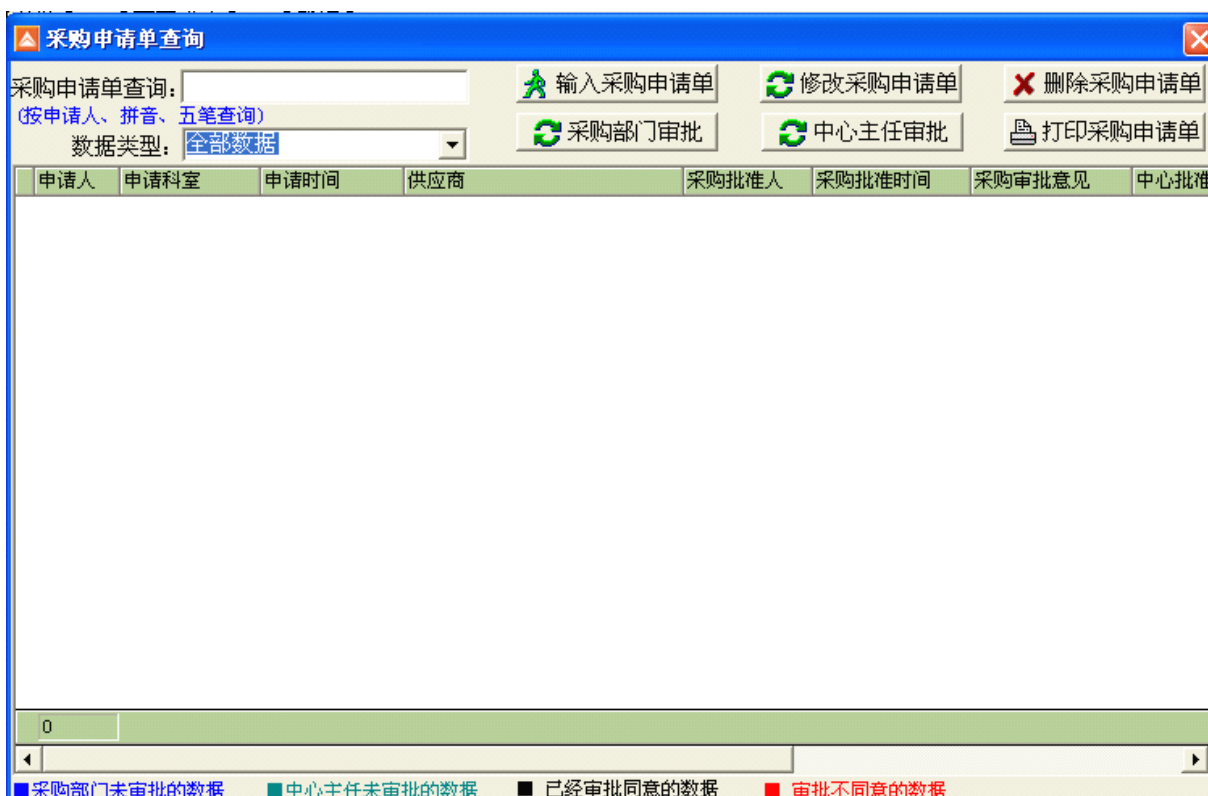 采购申请单查询
采购申请单查询: 输入采购申请单 修改采购申请单 删除采购申请单
(按申请人、拼音、五笔查询)
数据类型: 全部数据 采购部门审批 中心主任审批 打印采购申请单
申请人 申请科室 申请时间 供应商 采购批准人 采购批准时间 采购审批意见 中心批准
0
■采购部门未审批的数据 ■中心主任未审批的数据 ■ 已经审批同意的数据 ■ 审批不同意的数据